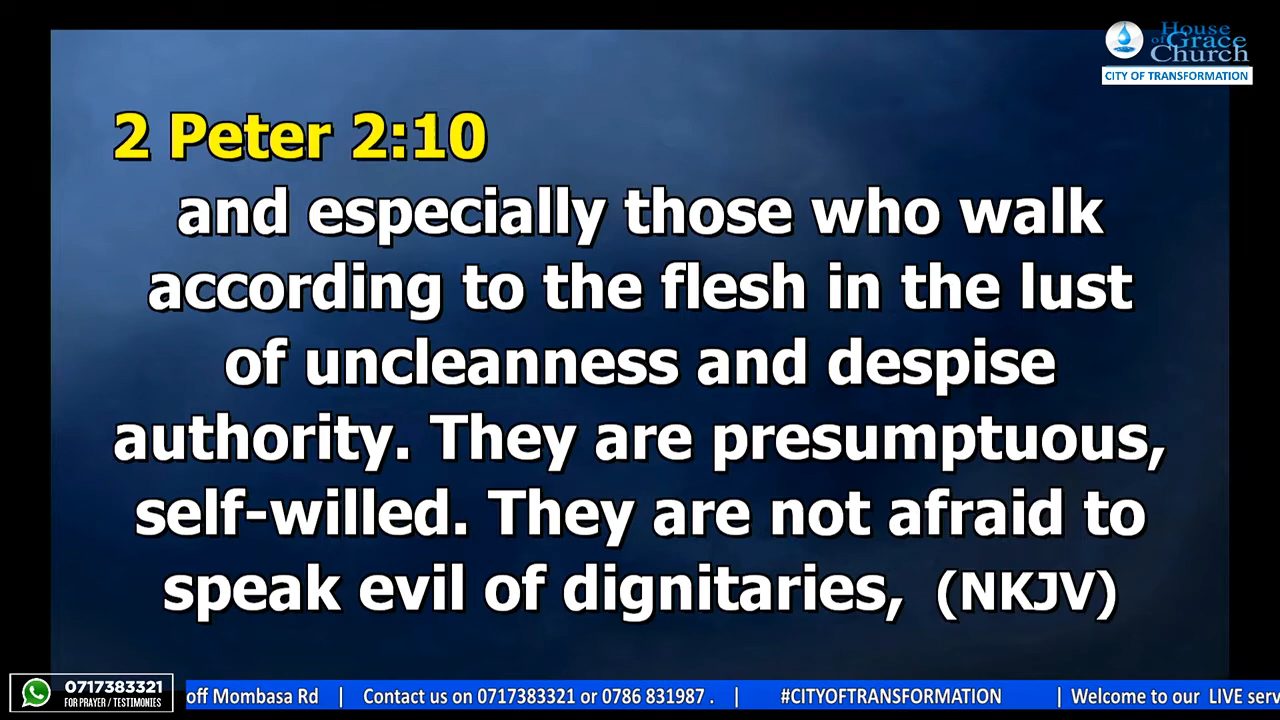 House
of Grace
Church
CITY OF TRANSFORMATION
2 Peter 2:10
and especially those who walk
according to the flesh in the lust
of uncleanness and despise
authority. They are presumptuous,
self-willed. They are not afraid to
speak evil of dignitaries, (NKJV)
0717383321
FOR PRAYER / TESTIMONIES
off Mombasa Rd | Contact us on 0717383321 or 0786 831987 . | #CITYOFTRANSFORMATION | Welcome to our LIVE serv